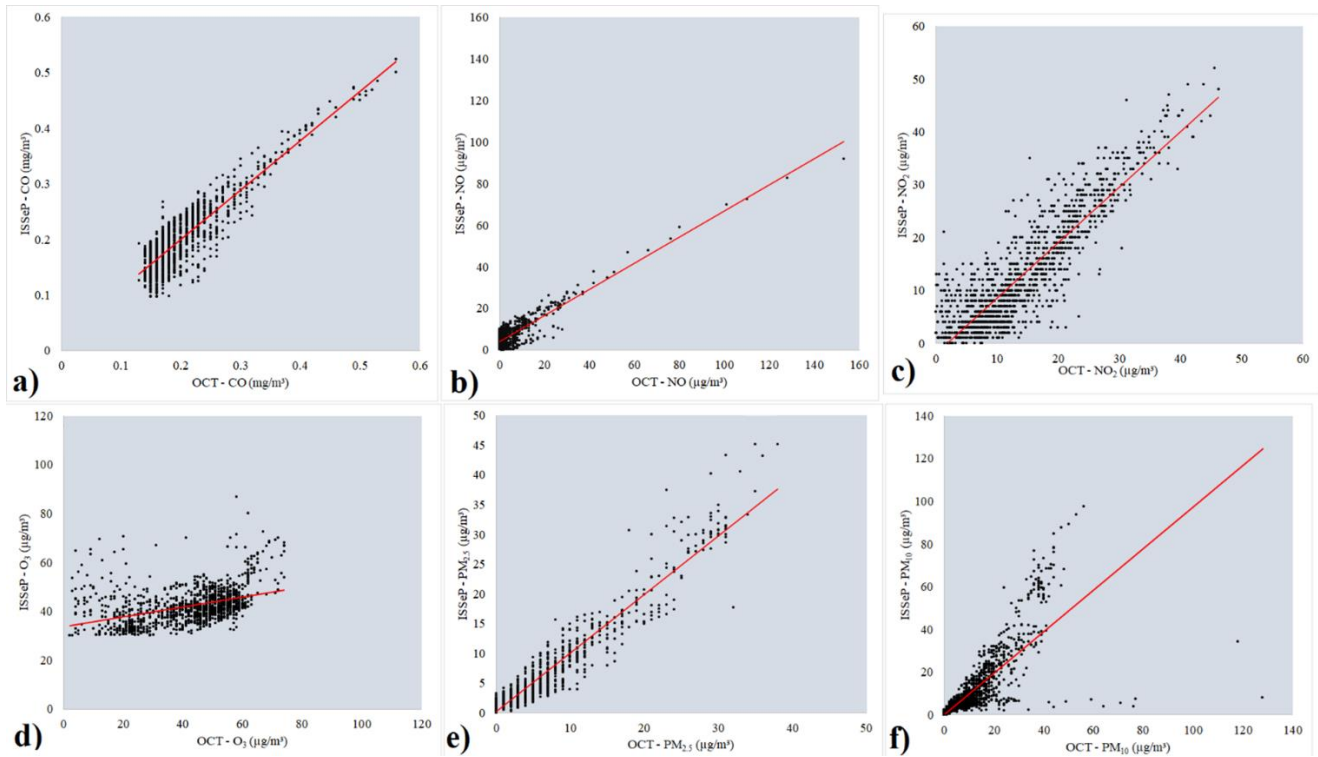 0.6
0.5
0.4
0.3
0.2
0.1
0
ISSeP - CO (mg/m³)
0 0.1 0.2 0.3 0.4 0.5 0.6
OCT - CO (mg/m³)
a)
160
140
120
100
80
60
40
20
0
ISSeP - NO (µg/m³)
0 20 40 60 80 100 120 140 160
OCT - NO (µg/m³)
b)
60
50
40
30
20
10
0
ISSeP - NO₂ (µg/m³)
0 10 20 30 40 50 60
OCT - NO₂ (µg/m³)
c)
120
100
80
60
40
20
0
ISSeP - O₃ (µg/m³)
0 20 40 60 80 100 120
OCT - O₃ (µg/m³)
d)
50
45
40
35
30
25
20
15
10
5
0
ISSeP - PM₂.₅ (µg/m³)
0 10 20 30 40 50
OCT - PM₂.₅ (µg/m³)
e)
140
120
100
80
60
40
20
0
ISSeP - PM₁₀ (µg/m³)
0 20 40 60 80 100 120 140
OCT - PM₁₀ (µg/m³)
f)